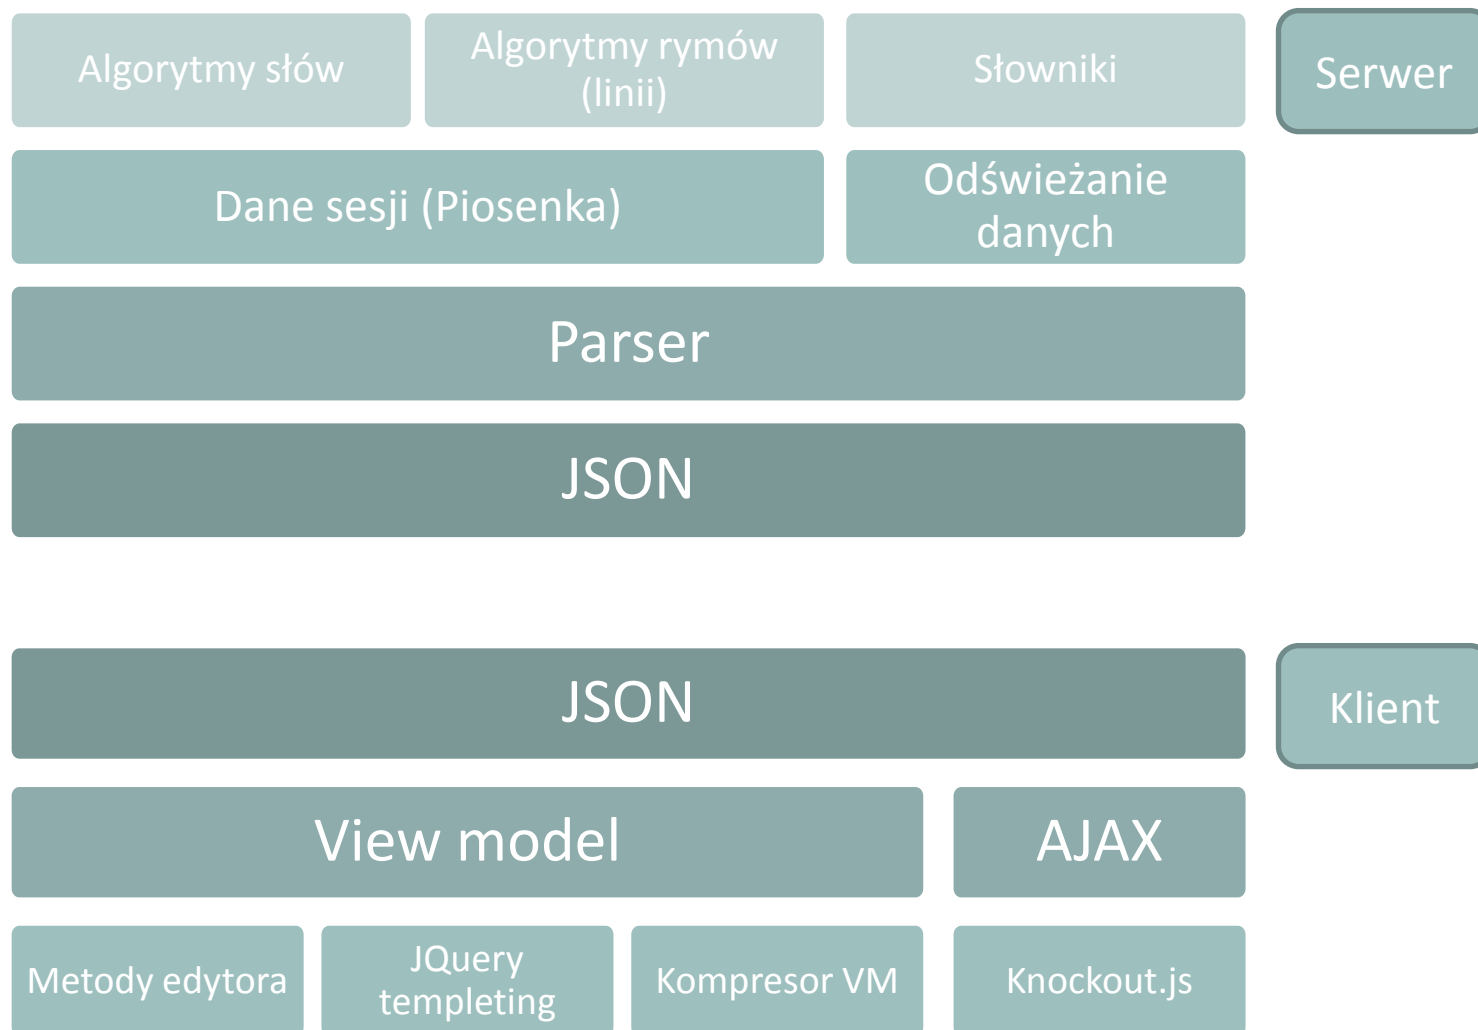 Algorytmy słów
Algorytmy rymów
(linii)
Słowniki
Serwer
Dane sesji (Piosenka)
Odświeżanie
danych
Parser
JSON
JSON
Klient
View model
AJAX
Metody edytora
JQuery
templeting
Kompresor VM
Knockout.js